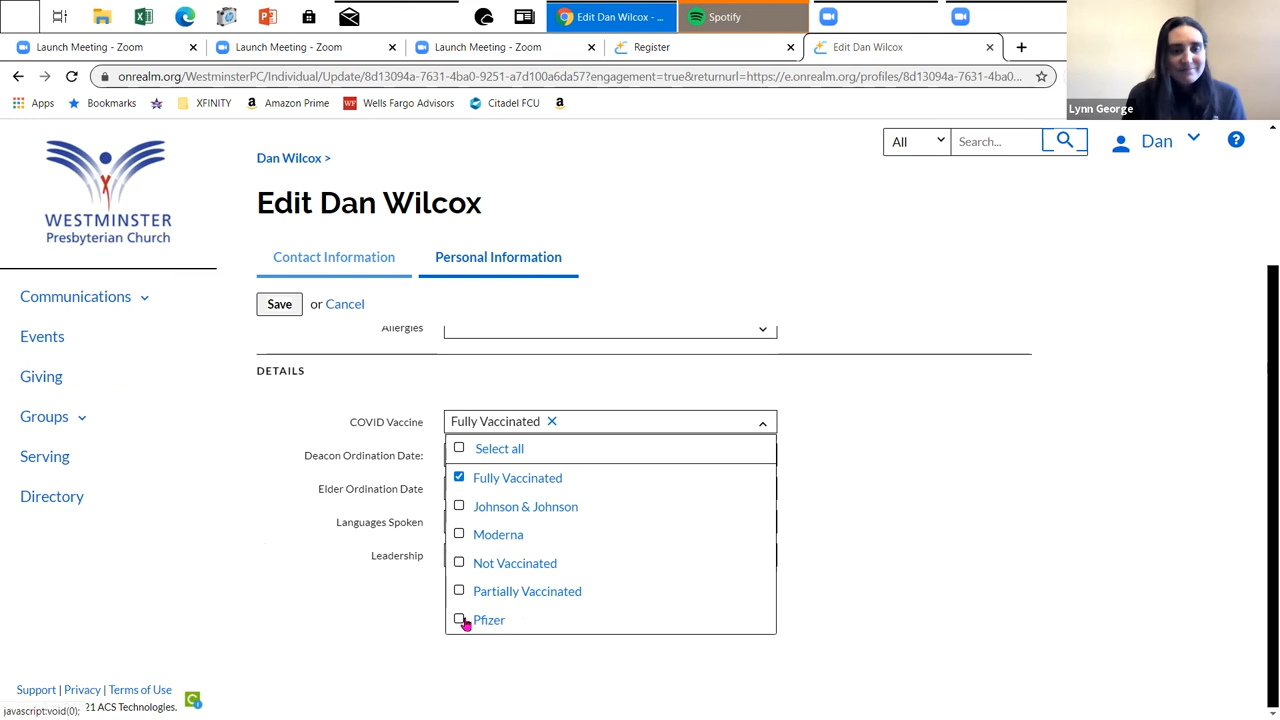 Edit Dan Wilcox - ...
Spotify
Launch Meeting - Zoom
Launch Meeting - Zoom
Launch Meeting - Zoom
Register
Edit Dan Wilcox
onrealm.org/WestminsterPC/Individual/Update/8d13094a-7631-4ba0-9251-a7d100a6da57?engagement=true&returnurl=https://e.onrealm.org/profiles/8d13094a-7631-4ba0...
Apps
Bookmarks
XFINITY
Amazon Prime
Wells Fargo Advisors
Citadel FCU
Lynn George
WESTMINSTER
Presbyterian Church
Dan Wilcox >
All
Search...
Dan
Edit Dan Wilcox
Contact Information
Personal Information
Save or Cancel
Communications
Events
Giving
Groups
Serving
Directory
Allergies
DETAILS
COVID Vaccine
Fully Vaccinated
Deacon Ordination Date:
Elder Ordination Date
Languages Spoken
Leadership
Select all
Fully Vaccinated
Johnson & Johnson
Moderna
Not Vaccinated
Partially Vaccinated
Pfizer
Support | Privacy | Terms of Use
21 ACS Technologies.
javascript:void(0);